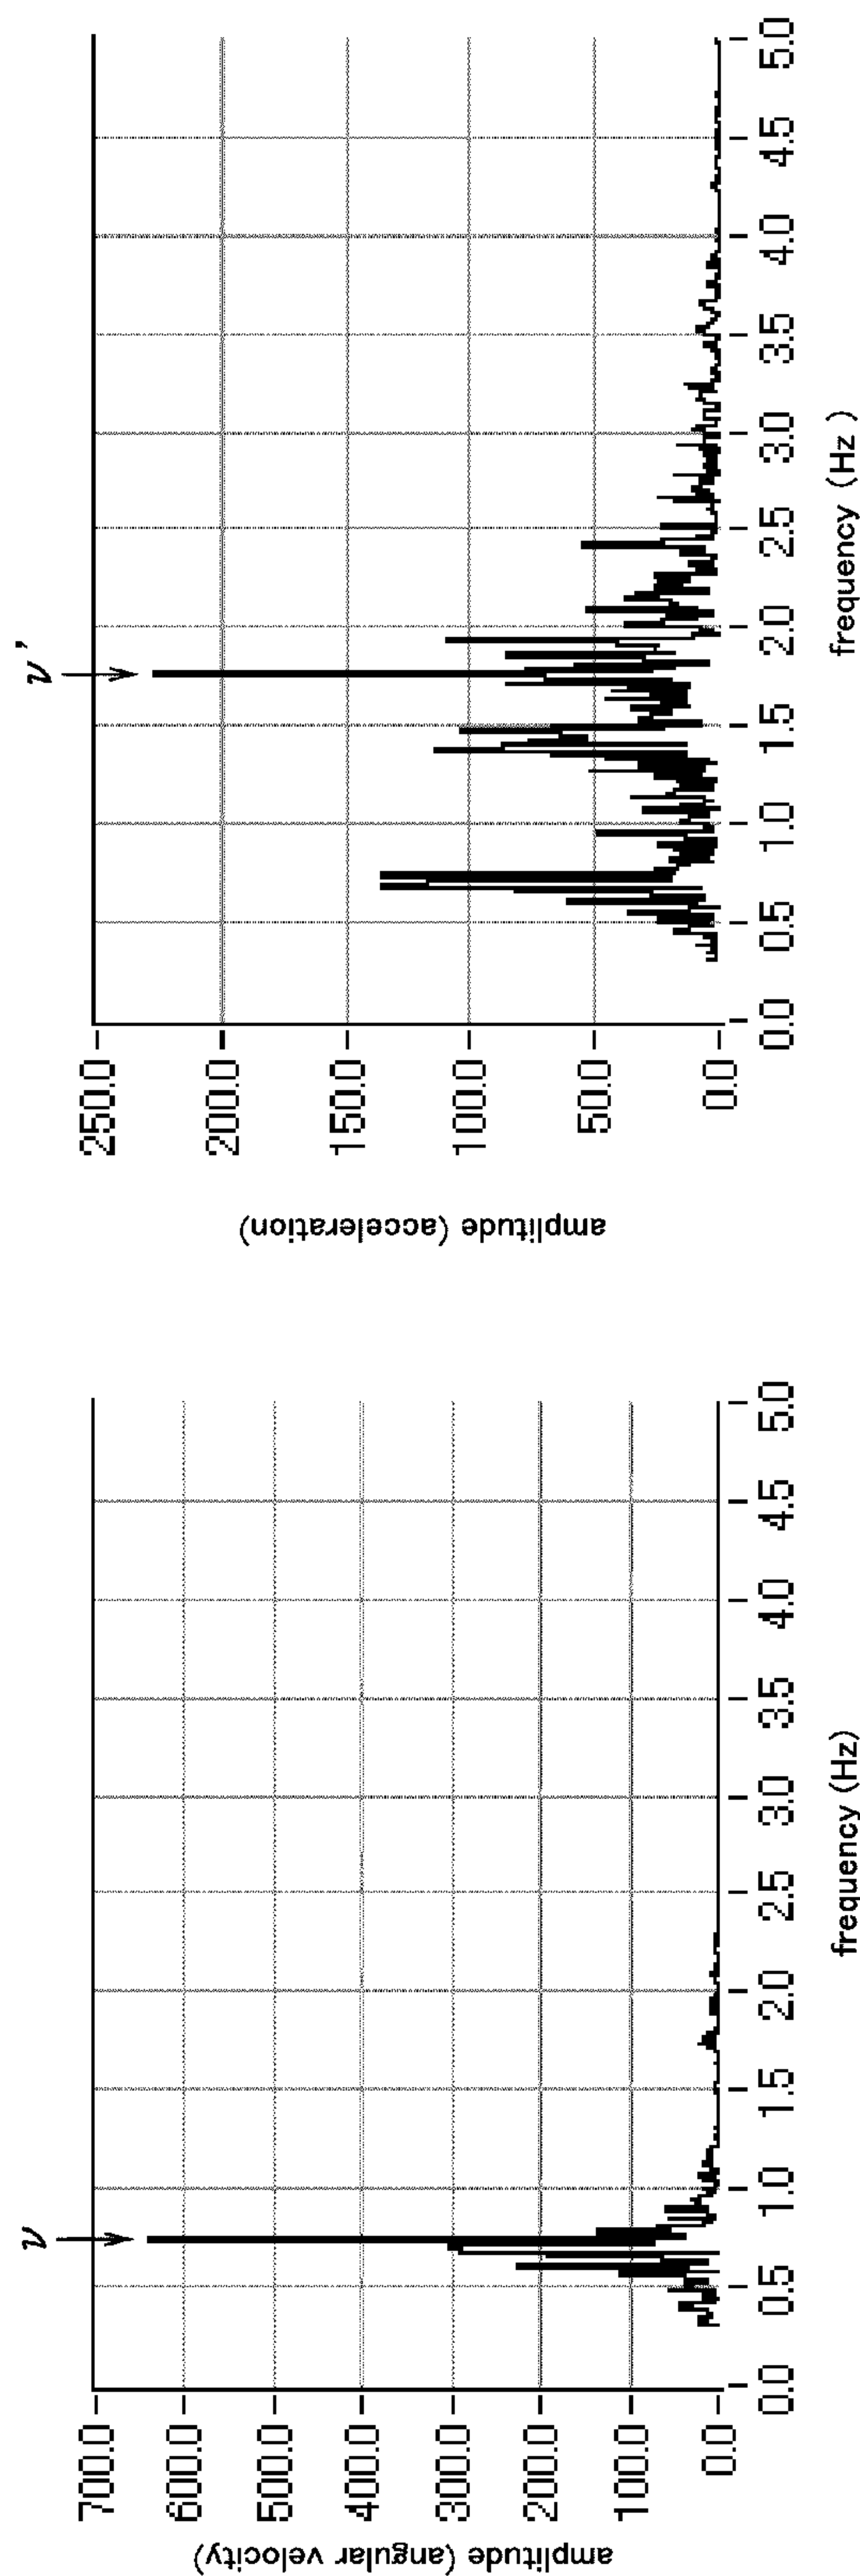 ν
700.0
600.0
500.0
400.0
300.0
200.0
100.0
0.0
amplitude (angular velocity)
0.0 0.5 1.0 1.5 2.0 2.5 3.0 3.5 4.0 4.5 5.0
frequency (Hz)
ν'
250.0
200.0
150.0
100.0
50.0
0.0
amplitude (acceleration)
0.0 0.5 1.0 1.5 2.0 2.5 3.0 3.5 4.0 4.5 5.0
frequency (Hz)